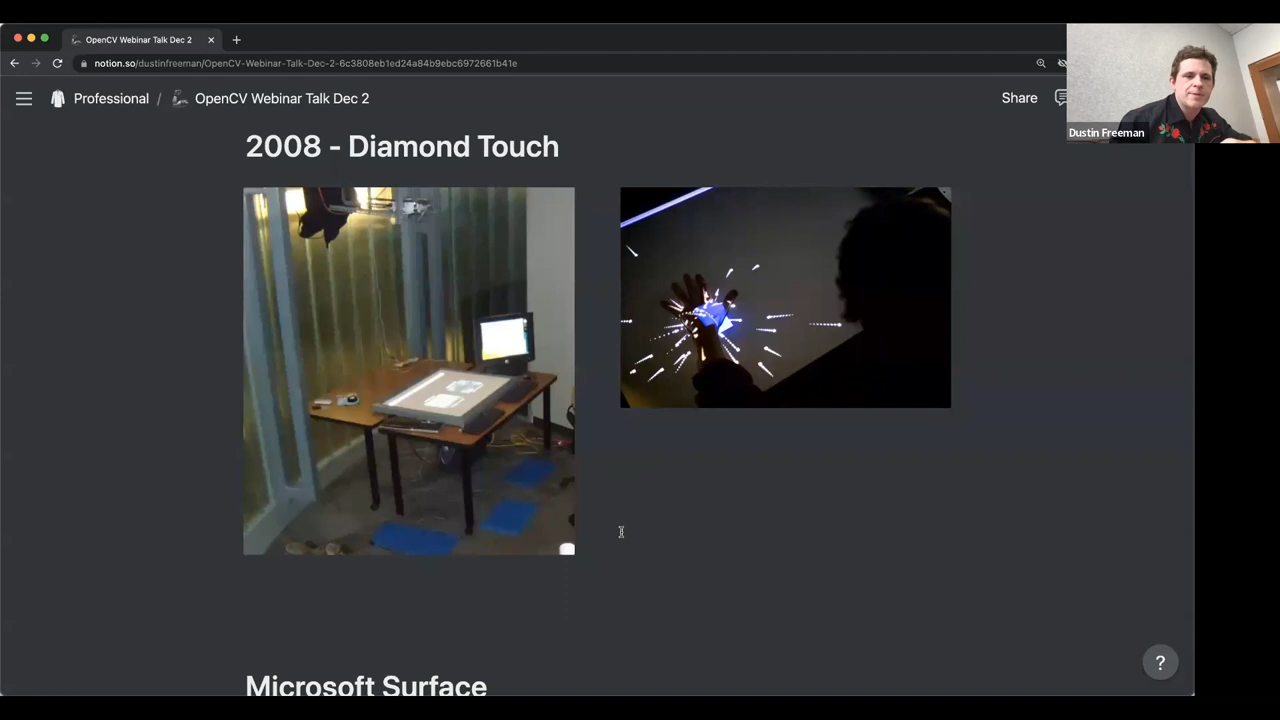 OpenCV Webinar Talk Dec 2
notion.so/dustinfreeman/OpenCV-Webinar-Talk-Dec-2-6c3808eb1ed24a84b9ebc6972661b41e
Professional / OpenCV Webinar Talk Dec 2
Share
Dustin Freeman
2008 - Diamond Touch
Microsoft Surface
?